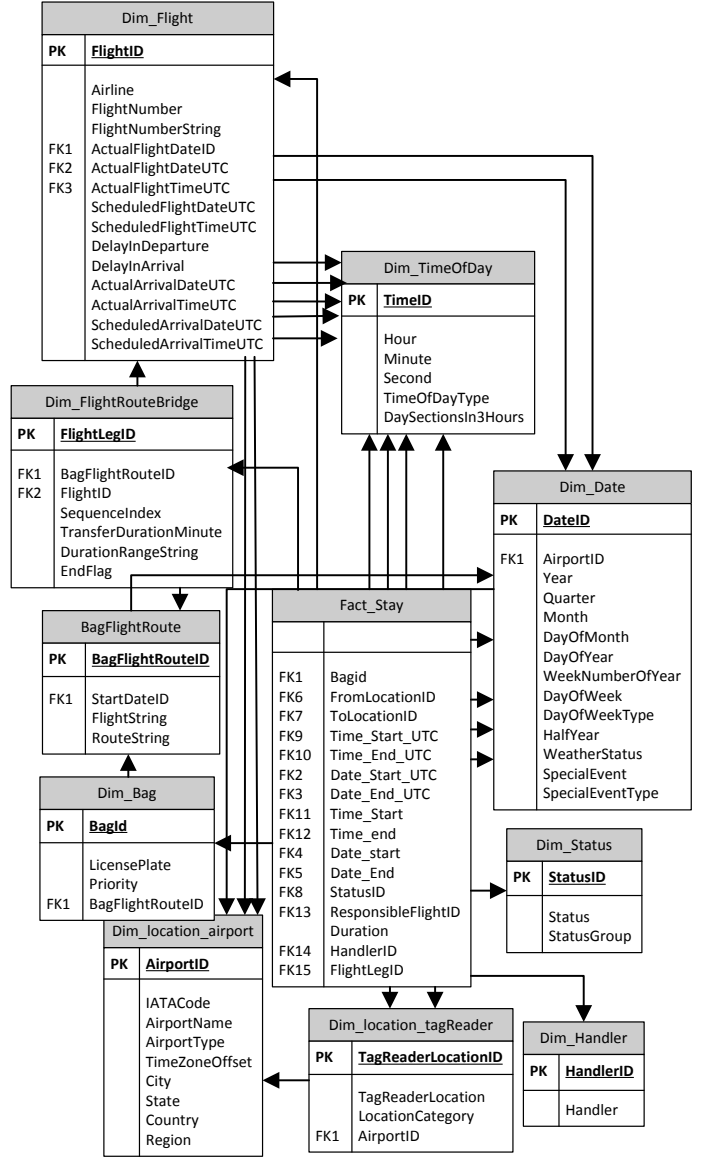 Dim_Flight
PK FlightID
Airline
FlightNumber
FlightNumberString
FK1 ActualFlightDateID
FK2 ActualFlightDateUTC
FK3 ActualFlightTimeUTC
ScheduledFlightDateUTC
ScheduledFlightTimeUTC
DelayInDeparture
DelayInArrival
ActualArrivalDateUTC
ActualArrivalTimeUTC
ScheduledArrivalDateUTC
ScheduledArrivalTimeUTC
Dim_TimeOfDay
PK TimeID
Hour
Minute
Second
TimeOfDayType
DaySectionsIn3Hours
Dim_FlightRouteBridge
PK FlightLegID
FK1 BagFlightRouteID
FK2 FlightID
SequenceIndex
TransferDurationMinute
DurationRangeString
EndFlag
Dim_Date
PK DateID
FK1 AirportID
Year
Quarter
Month
DayOfMonth
DayOfYear
WeekNumberOfYear
DayOfWeek
DayOfWeekType
HalfYear
WeatherStatus
SpecialEvent
SpecialEventType
BagFlightRoute
PK BagFlightRouteID
FK1 StartDateID
FlightString
RouteString
Fact_Stay
FK1 Bagid
FK6 FromLocationID
FK7 ToLocationID
FK9 Time_Start_UTC
FK10 Time_End_UTC
FK2 Date_Start_UTC
FK3 Date_End_UTC
FK11 Time_Start
FK12 Time_end
FK4 Date_start
FK5 Date_End
FK8 StatusID
FK13 ResponsibleFlightID
Duration
FK14 HandlerID
FK15 FlightLegID
Dim_Bag
PK BagId
LicensePlate
Priority
FK1 BagFlightRouteID
Dim_Status
PK StatusID
Status
StatusGroup
Dim_location_airport
PK AirportID
IATACode
AirportName
AirportType
TimeZoneOffset
City
State
Country
Region
Dim_location_tagReader
PK TagReaderLocationID
TagReaderLocation
LocationCategory
FK1 AirportID
Dim_Handler
PK HandlerID
Handler